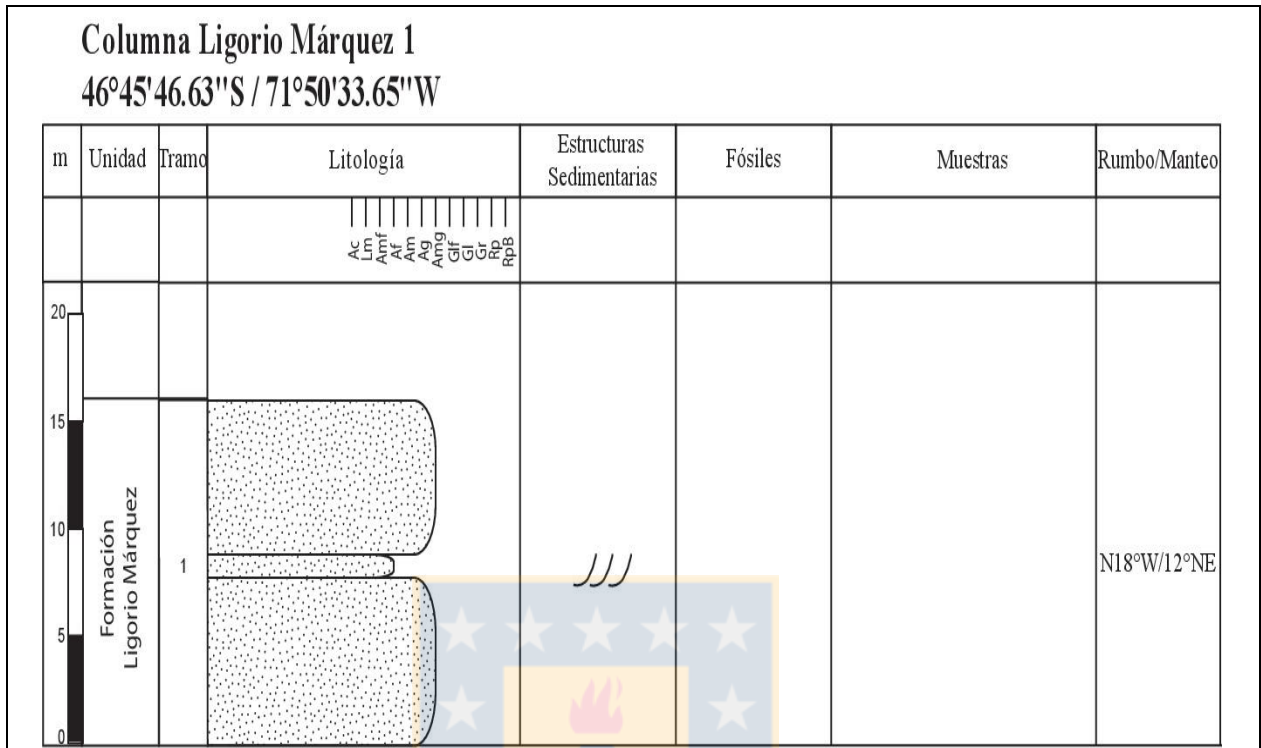 Columna Ligorio Márquez 1
46°45'46.63"S / 71°50'33.65"W
m
Unidad
Tramo
Litología
Estructuras
Sedimentarias
Fósiles
Muestras
Rumbo/Manteo
Ac
Lm
Amf
Af
Am
Ag
Amg
Glf
Gl
Gr
Rp
RpB
20
15
10
5
0
Formación
Ligorio Márquez
1
N18°W/12°NE